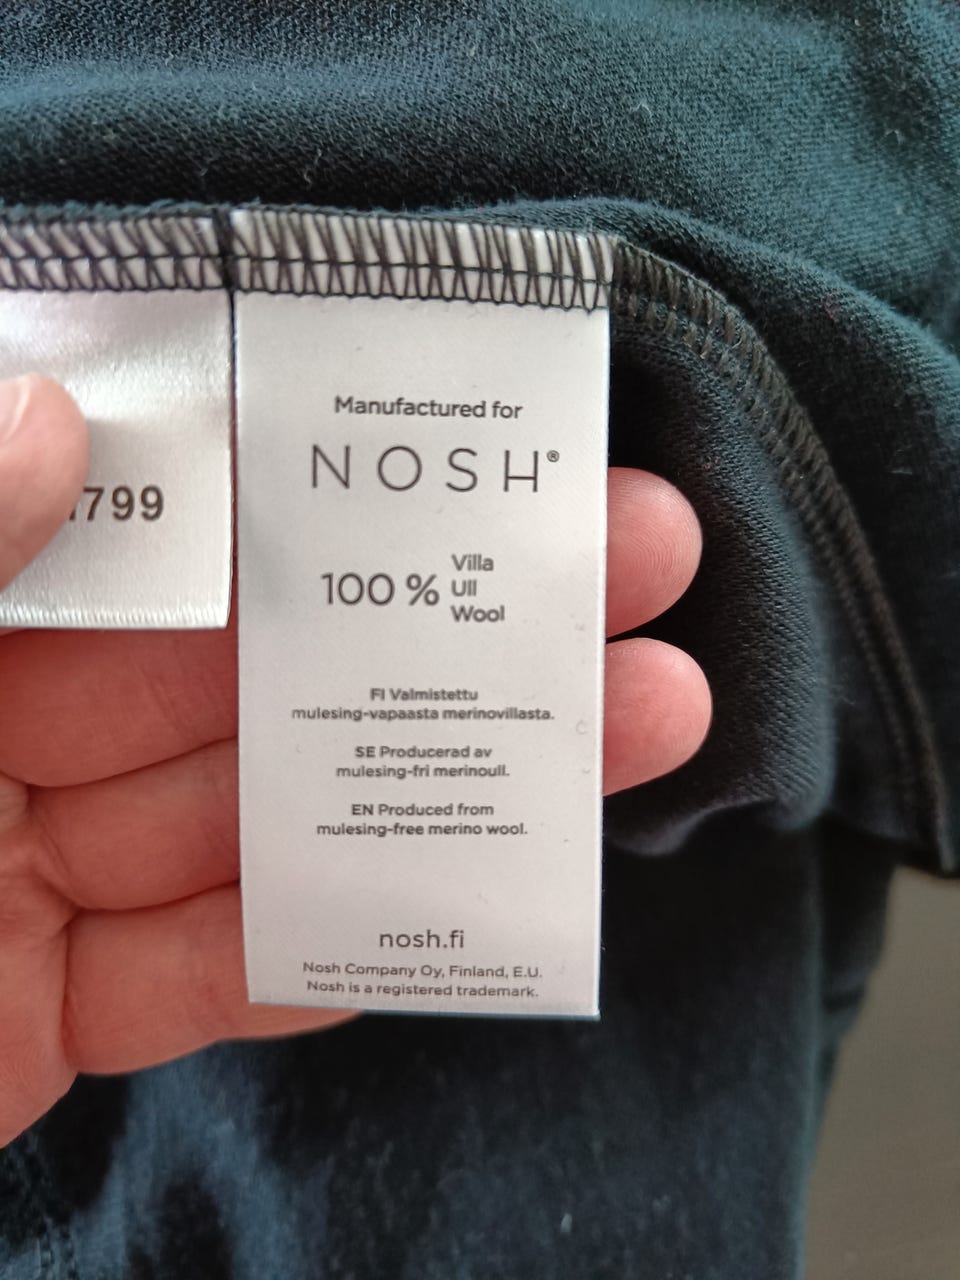 799
Manufactured for
NOSH®
100 %
Villa
Ull
Wool
FI Valmistettu
mulesing-vapaasta merinovillasta.
SE Producerad av
mulesing-fri merinoull.
EN Produced from
mulesing-free merino wool.
nosh.fi
Nosh Company Oy, Finland, E.U.
Nosh is a registered trademark.